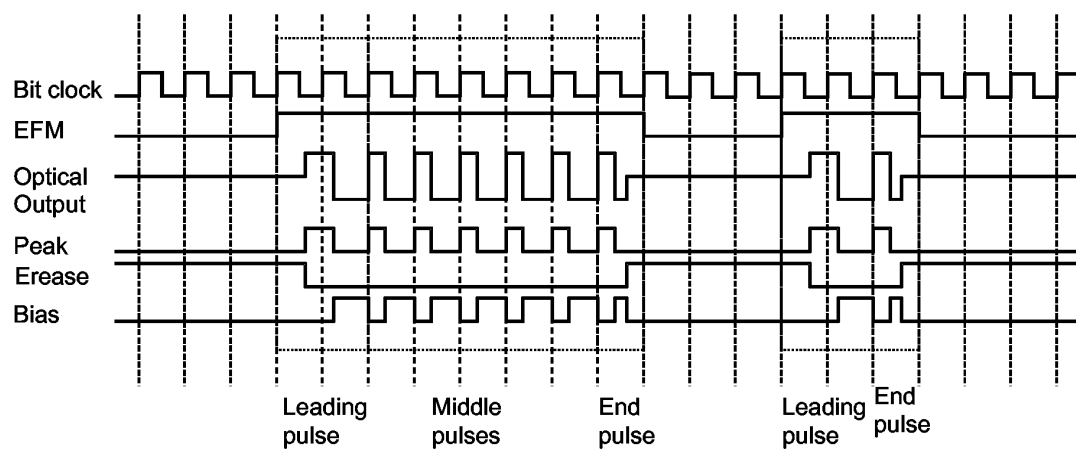 Bit clock
EFM
Optical
Output
Peak
Erease
Bias
Leading
pulse
Middle
pulses
End
pulse
Leading
pulse
End
pulse